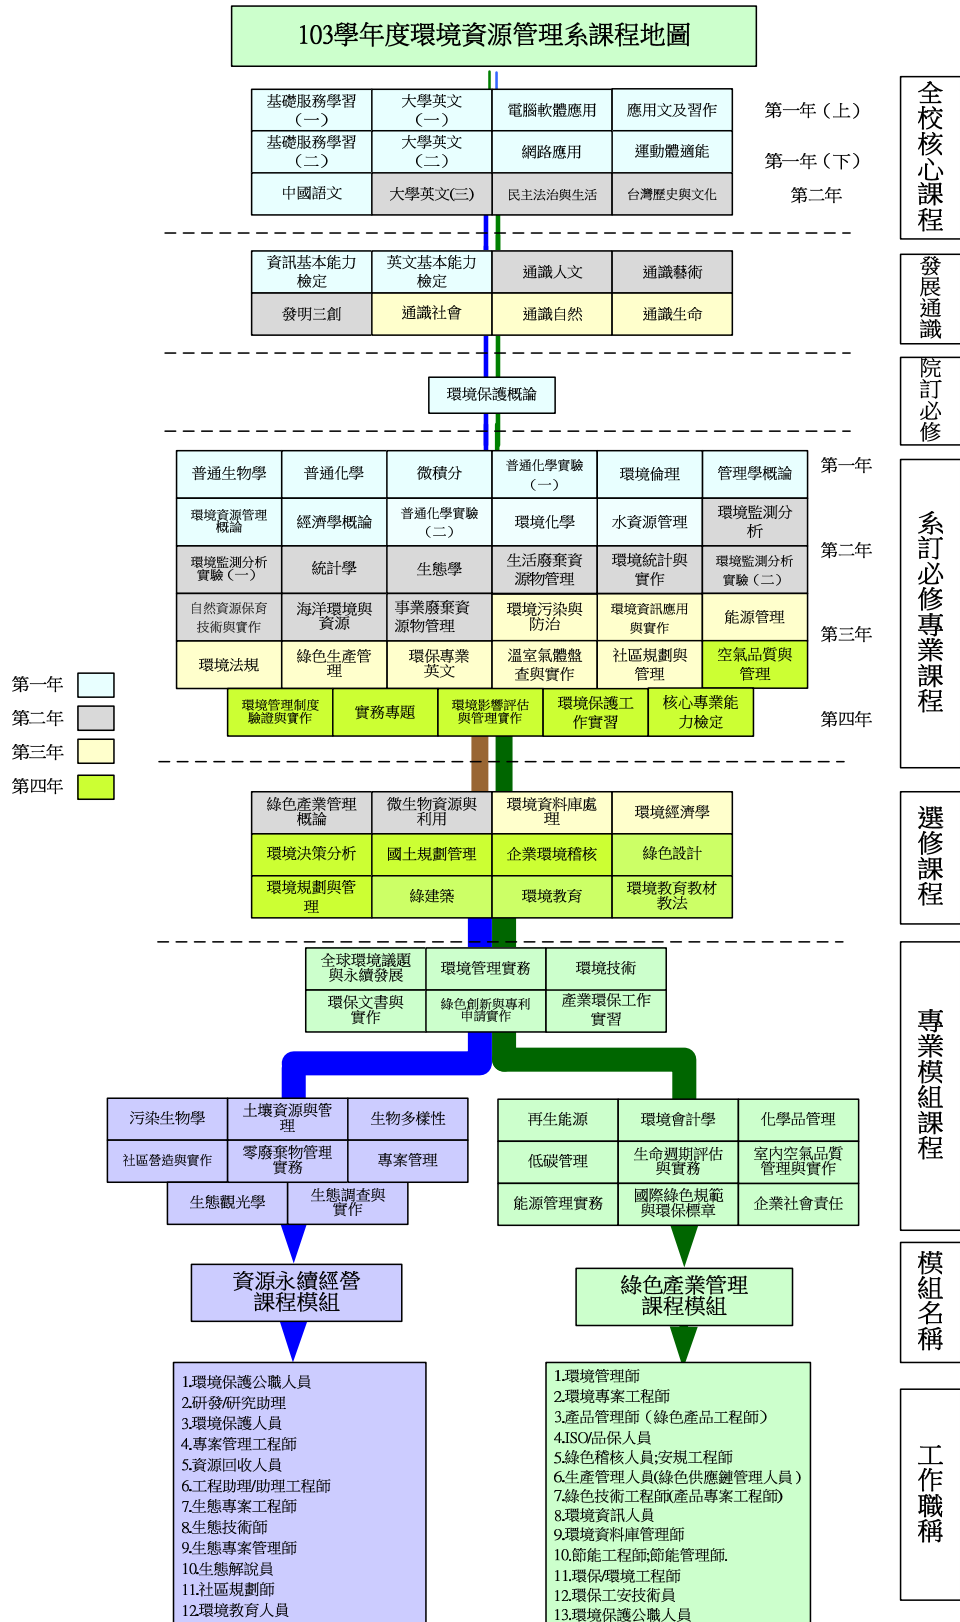 103學年度環境資源管理系課程地圖
全校核心課程
基礎服務學習
（一）
大學英文
（一）
電腦軟體應用
應用文及習作
第一年（上）
基礎服務學習
（二）
大學英文
（二）
網路應用
運動體適能
第一年（下）
中國語文
大學英文(三)
民主法治與生活
台灣歷史與文化
第二年
發展通識
資訊基本能力
檢定
英文基本能力
檢定
通識人文
通識藝術
發明三創
通識社會
通識自然
通識生命
院訂必修
環境保護概論
系訂必修專業課程
普通生物學
普通化學
微積分
普通化學實驗
（一）
環境倫理
管理學概論
第一年
環境資源管理
概論
經濟學概論
普通化學實驗
（二）
環境化學
水資源管理
環境監測分
析
第二年
環境監測分析
實驗（一）
統計學
生態學
生活廢棄資
源物管理
環境統計與
實作
環境監測分析
實驗（二）
自然資源保育
技術與實作
海洋環境與
資源
事業廢棄資
源物管理
環境污染與
防治
環境資訊應用
與實作
能源管理
第三年
環境法規
綠色生產管
理
環保專業
英文
溫室氣體盤
查與實作
社區規劃與
管理
空氣品質與
管理
環境管理制度
驗證與實作
實務專題
環境影響評估
與管理實作
環境保護工
作實習
核心專業能
力檢定
第四年
第一年
第二年
第三年
第四年
選修課程
綠色產業管理
概論
微生物資源與
利用
環境資料庫處
理
環境經濟學
環境決策分析
國土規劃管理
企業環境稽核
綠色設計
環境規劃與管
理
綠建築
環境教育
環境教育教材
教法
專業模組課程
全球環境議題
與永續發展
環境管理實務
環境技術
環保文書與
實作
綠色創新與專利
申請實作
產業環保工作
實習
污染生物學
土壤資源與管
理
生物多樣性
社區營造與實作
零廢棄物管理
實務
專案管理
生態觀光學
生態調查與
實作
再生能源
環境會計學
化學品管理
低碳管理
生命週期評估
與實務
室內空氣品質
管理與實作
能源管理實務
國際綠色規範
與環保標章
企業社會責任
模組名稱
資源永續經營
課程模組
綠色產業管理
課程模組
工作職稱
1.環境保護公職人員
2.研發/研究助理
3.環境保護人員
4.專案管理工程師
5.資源回收人員
6.工程助理/助理工程師
7.生態專案工程師
8.生態技術師
9.生態專案管理師
10.生態解說員
11.社區規劃師
12.環境教育人員
1.環境管理師
2.環境專案工程師
3.產品管理師（綠色產品工程師）
4.ISO/品保人員
5.綠色稽核人員;安規工程師
6.生產管理人員(綠色供應鏈管理人員）
7.綠色技術工程師(產品專案工程師)
8.環境資訊人員
9.環境資料庫管理師
10.節能工程師;節能管理師.
11.環保/環境工程師
12.環保工安技術員
13.環境保護公職人員